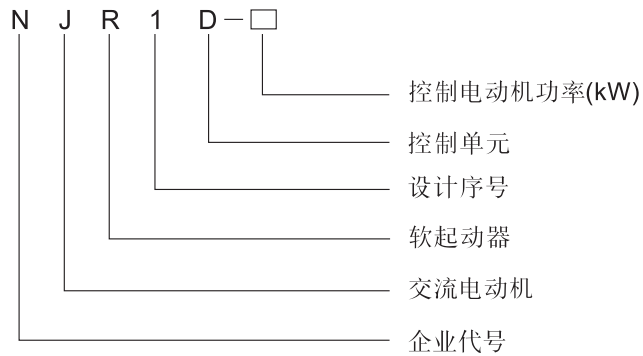 N J R 1 D-□
控制电动机功率(kW)
控制单元
设计序号
软起动器
交流电动机
企业代号